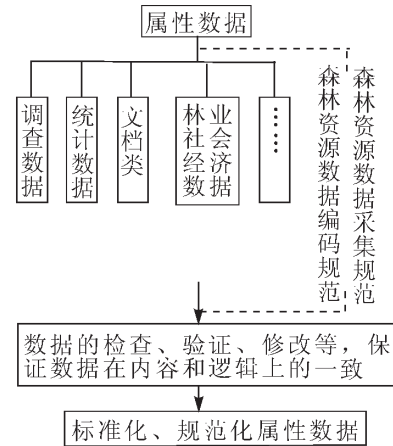 属性数据
调查数据
统计数据
文档类
林业
社会
经济
数据
……
森林资源数据编码规范
森林资源数据采集规范
数据的检查、验证、修改等，保
证数据在内容和逻辑上的一致
标准化、规范化属性数据